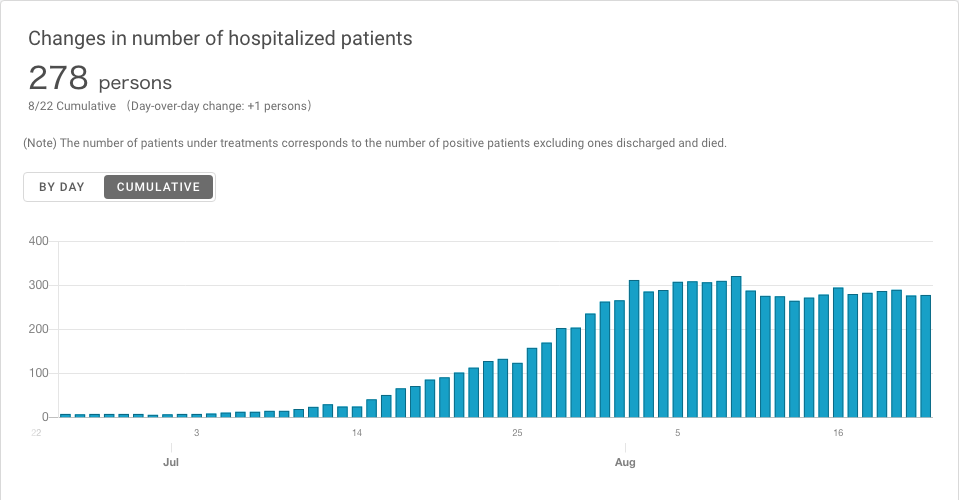 Changes in number of hospitalized patients
278 persons
8/22 Cumulative （Day-over-day change: +1 persons）
(Note) The number of patients under treatments corresponds to the number of positive patients excluding ones discharged and died.
BY DAY CUMULATIVE
400
300
200
100
0
22 3 14 25 5 16
Jul Aug